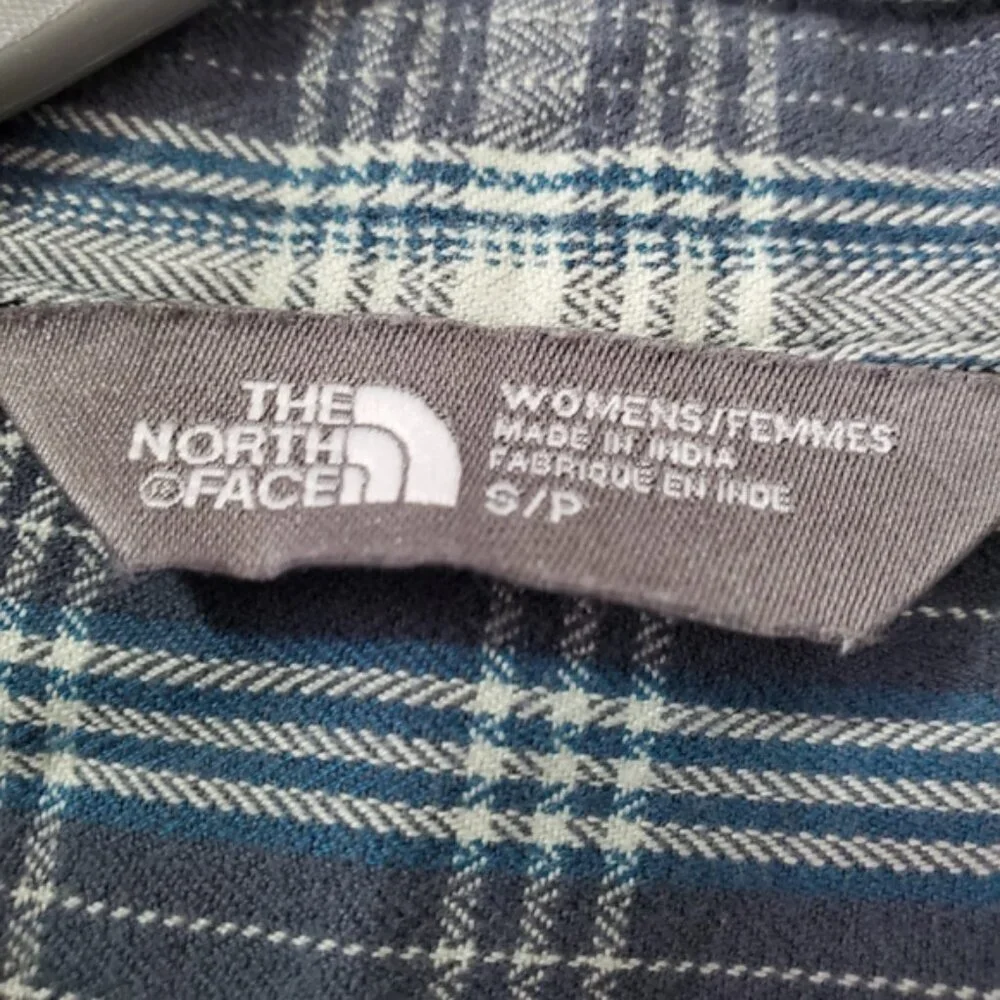 THE
NORTH
®FACE
WOMENS/FEMMES
MADE IN INDIA
FABRIQUE EN INDE
S/P